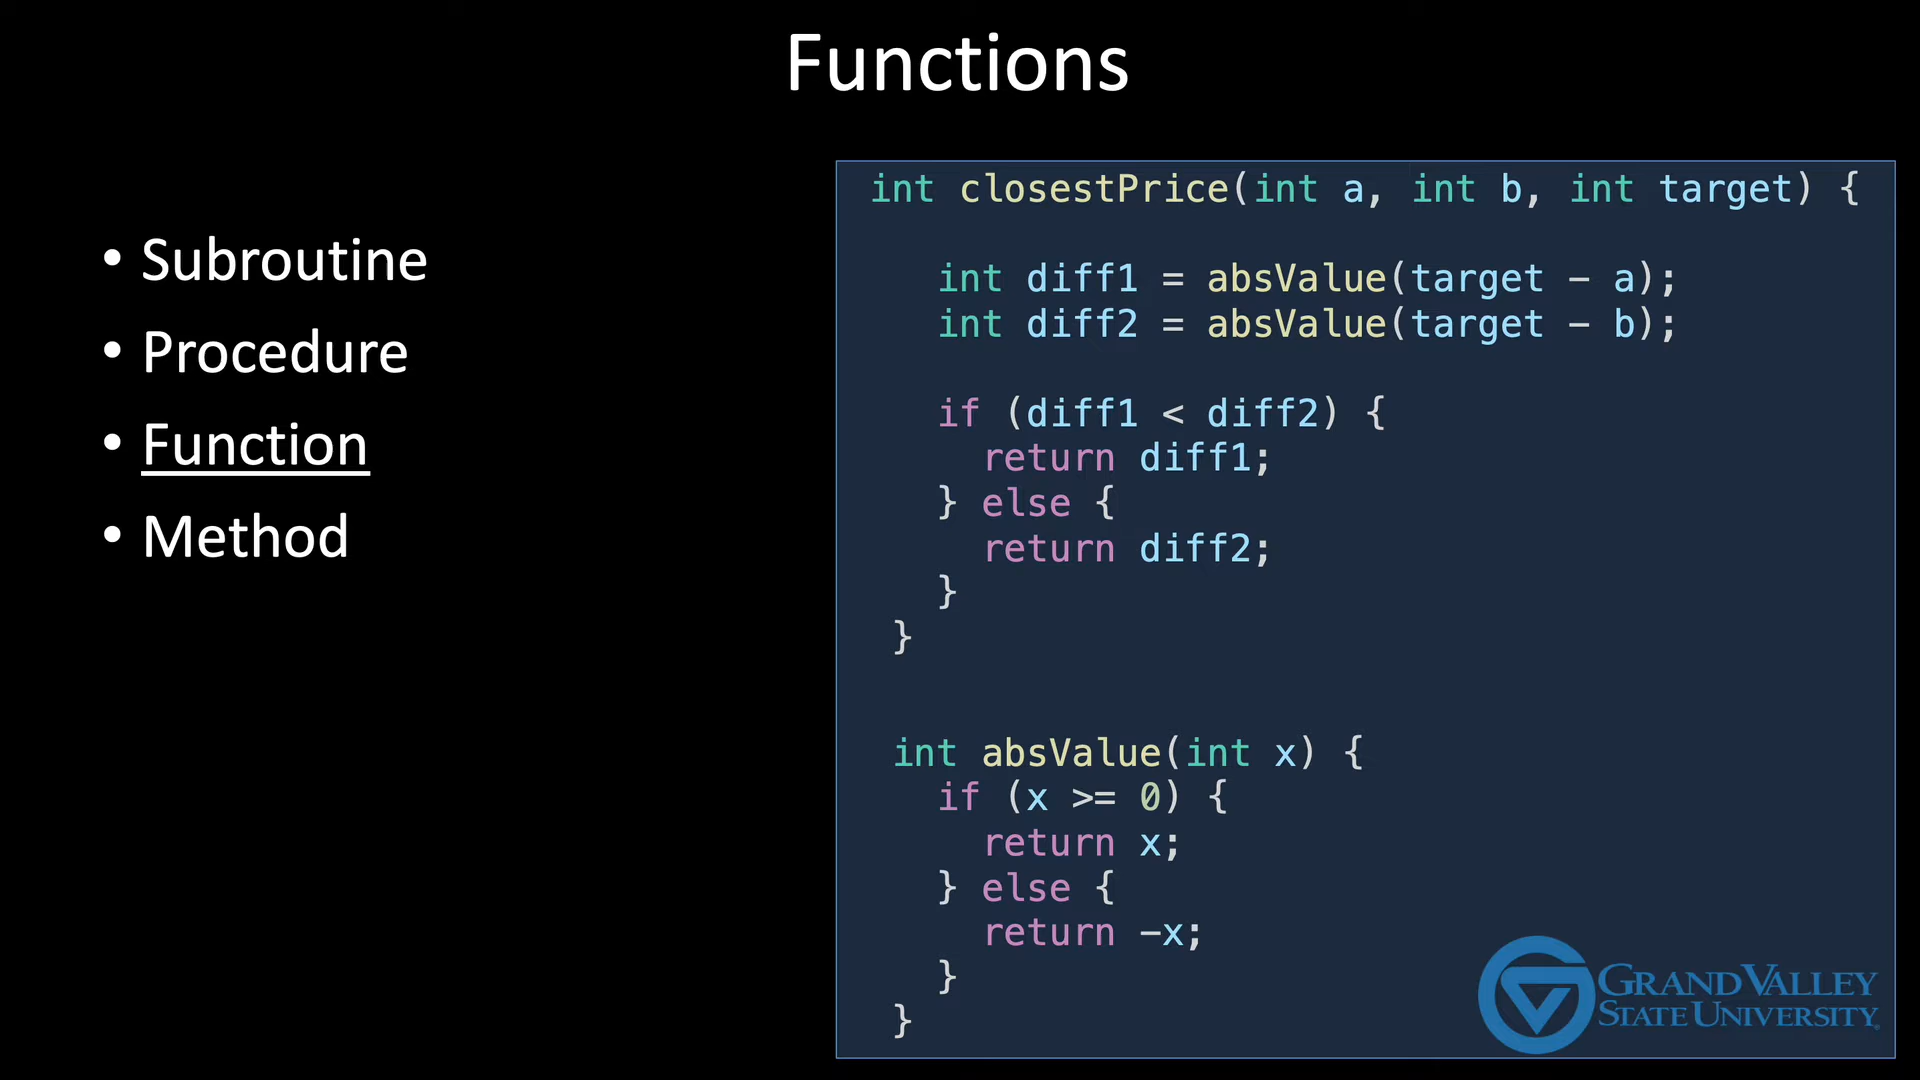 Functions
• Subroutine
• Procedure
• Function
• Method
int closestPrice(int a, int b, int target) {
int diff1 = absValue(target - a);
int diff2 = absValue(target - b);
if (diff1 < diff2) {
return diff1;
} else {
return diff2;
}
}
int absValue(int x) {
if (x >= 0) {
return x;
} else {
return -x;
}
}
GRAND VALLEY
STATE UNIVERSITY